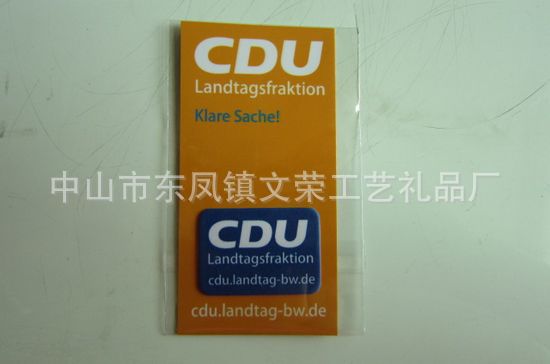 CDU
Landtagsfraktion
Klare Sache!
中山市东凤镇文荣工艺礼品厂
CDU
Landtagsfraktion
cdu.landtag-bw.de
cdu.landtag-bw.de